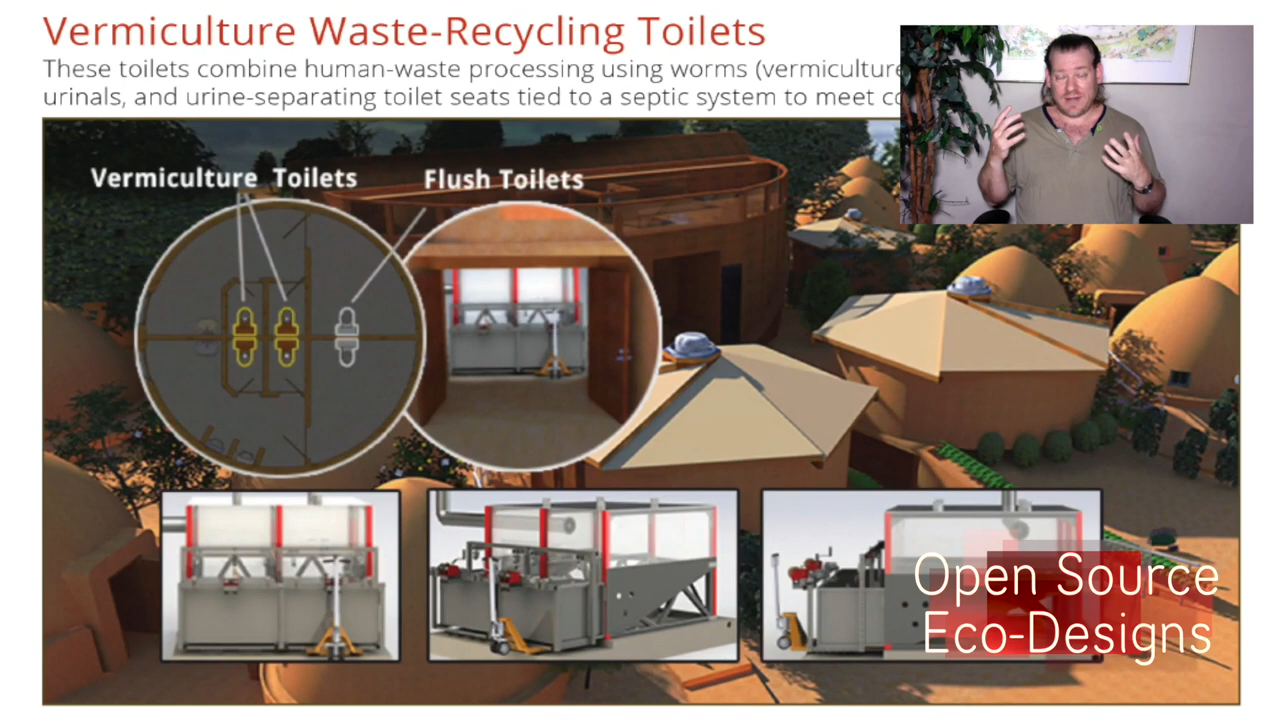 Vermiculture Waste-Recycling Toilets
These toilets combine human-waste processing using worms (vermiculture
urinals, and urine-separating toilet seats tied to a septic system to meet
Vermiculture Toilets
Flush Toilets
Open Source
Eco-Designs